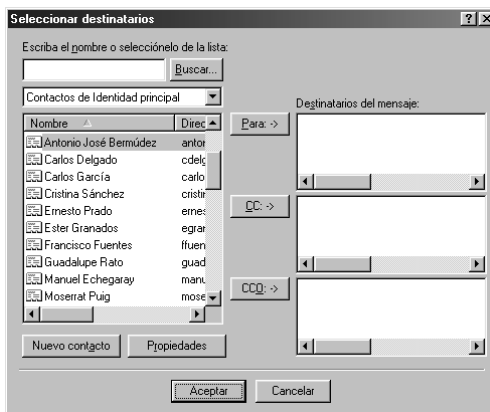 Seleccionar destinatarios
Escriba el nombre o selecciónelo de la lista:
Buscar...
Contactos de Identidad principal
Destinatarios del mensaje:
Nombre Direc
Para: ->
Antonio José Bermúdez anton
Carlos Delgado cdelg
Carlos García carlo
Cristina Sánchez cristin
CC: ->
Ernesto Prado ernes
Ester Granados egrar
Francisco Fuentes ffuen
Guadalupe Rato guad
CCO: ->
Manuel Echegaray manu
Moserrat Puig mose
Nuevo contacto Propiedades
Aceptar Cancelar